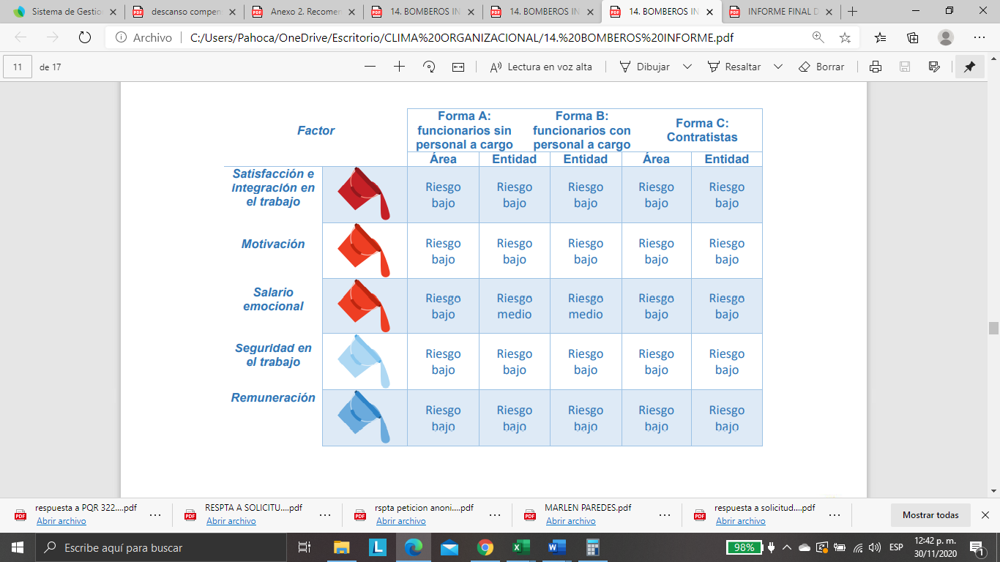 Sistema de Gestio
descanso compen
Anexo 2. Recomer
14. BOMBEROS IN
14. BOMBEROS IN
14. BOMBEROS IN
INFORME FINAL D
Archivo
C:/Users/Pahoca/OneDrive/Escritorio/CLIMA%20ORGANIZACIONAL/14.%20BOMBEROS%20INFORME.pdf
11 de 17
Lectura en voz alta
Dibujar
Resaltar
Borrar
Factor
Forma A:
funcionarios sin
personal a cargo
Forma B:
funcionarios con
personal a cargo
Forma C:
Contratistas
Área Entidad Entidad Área Entidad
Satisfacción e
integración en
el trabajo
Riesgo Riesgo Riesgo Riesgo Riesgo
bajo bajo bajo bajo bajo
Motivación
Riesgo Riesgo Riesgo Riesgo Riesgo
bajo bajo bajo bajo bajo
Salario
emocional
Riesgo Riesgo Riesgo Riesgo Riesgo
bajo medio medio bajo bajo
Seguridad en
el trabajo
Riesgo Riesgo Riesgo Riesgo Riesgo
bajo bajo bajo bajo bajo
Remuneración
Riesgo Riesgo Riesgo Riesgo Riesgo
bajo bajo bajo bajo bajo
respuesta a PQR 322....pdf
Abrir archivo
RESPTA A SOLICITU....pdf
Abrir archivo
rspta peticion anoni....pdf
Abrir archivo
MARLEN PAREDES.pdf
Abrir archivo
respuesta a solicitud....pdf
Abrir archivo
Mostrar todas
Escribe aquí para buscar
98%
ESP
12:42 p. m.
30/11/2020
1